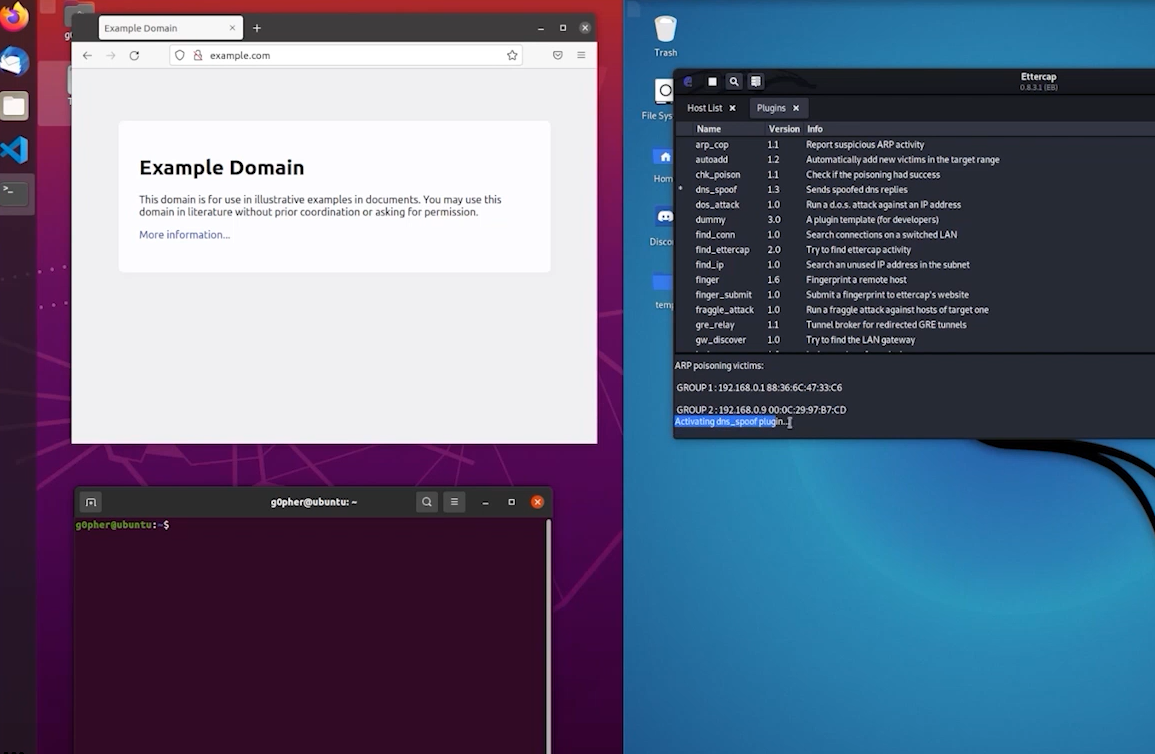 Example Domain
example.com
Example Domain
This domain is for use in illustrative examples in documents. You may use this
domain in literature without prior coordination or asking for permission.
More information...
g0pher@ubuntu: ~
g0pher@ubuntu:~$
Trash
File Sys
Hom
Disco
temp
Ettercap
0.8.3.1 (EB)
Host List
Plugins
Name Version Info
arp_cop 1.1 Report suspicious ARP activity
autoadd 1.2 Automatically add new victims in the target range
chk_poison 1.1 Check if the poisoning had success
* dns_spoof 1.3 Sends spoofed dns replies
dos_attack 1.0 Run a d.o.s. attack against an IP address
dummy 3.0 A plugin template (for developers)
find_conn 1.0 Search connections on a switched LAN
find_ettercap 2.0 Try to find ettercap activity
find_ip 1.0 Search an unused IP address in the subnet
finger 1.6 Fingerprint a remote host
finger_submit 1.0 Submit a fingerprint to ettercap's website
fraggle_attack 1.0 Run a fraggle attack against hosts of target one
gre_relay 1.1 Tunnel broker for redirected GRE tunnels
gw_discover 1.0 Try to find the LAN gateway
ARP poisoning victims:
GROUP 1 : 192.168.0.1 88:36:6C:47:33:C6
GROUP 2 : 192.168.0.9 00:0C:29:97:B7:CD
Activating dns_spoof plugin...